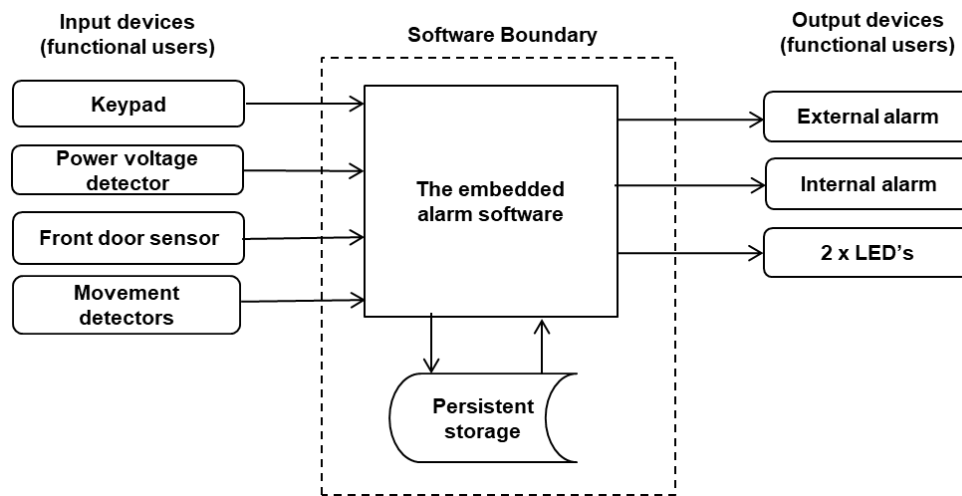 Input devices
(functional users)
Software Boundary
Output devices
(functional users)
Keypad
Power voltage
detector
Front door sensor
Movement
detectors
The embedded
alarm software
Persistent
storage
External alarm
Internal alarm
2 x LED’s